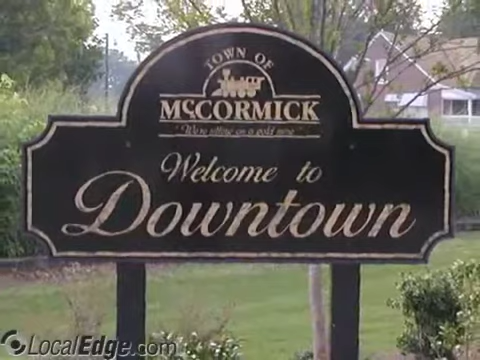 TOWN OF
McCORMICK
"We're sitting on a gold mine"
Welcome to
Downtown
LocalEdge.com